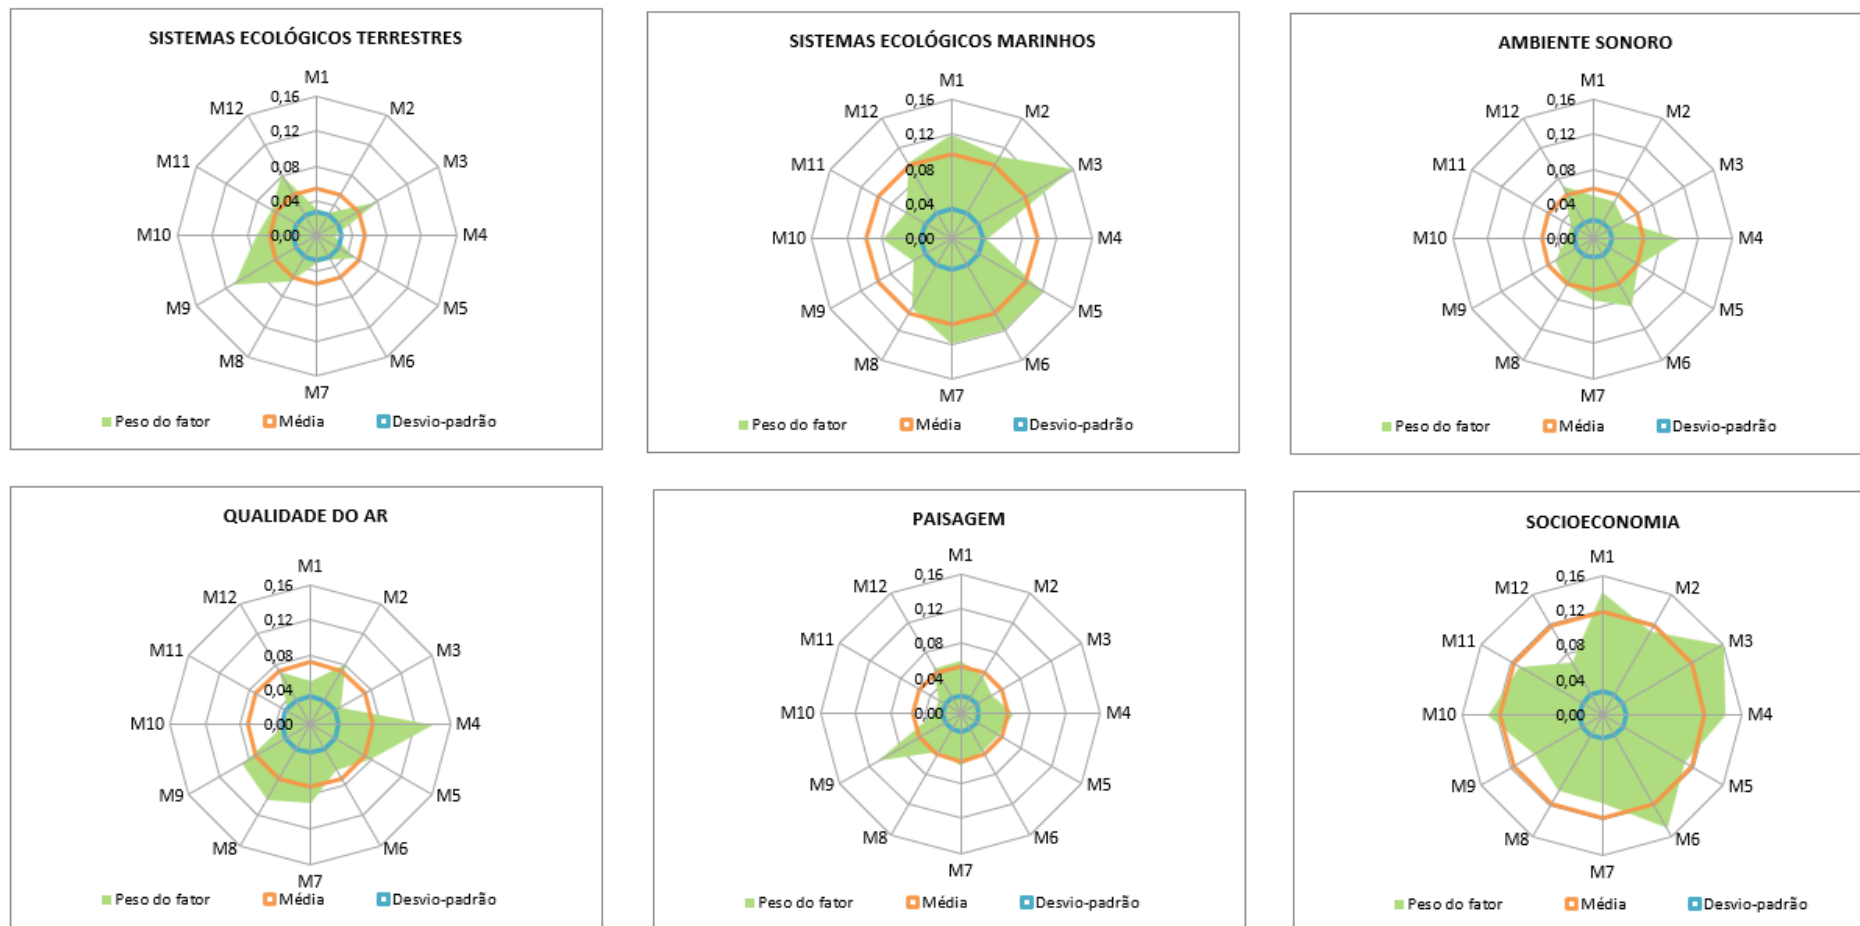 SISTEMAS ECOLÓGICOS TERRESTRES
M1
0,16
M12
M2
0,12
M11
M3
0,08
0,04
M10
0,00
M4
M9
M5
M8
M6
M7
Peso do fator
Média
Desvio-padrão
SISTEMAS ECOLÓGICOS MARINHOS
M1
0,16
M12
M2
0,12
M11
M3
0,08
0,04
M10
0,00
M4
M9
M5
M8
M6
M7
Peso do fator
Média
Desvio-padrão
AMBIENTE SONORO
M1
0,16
M12
M2
0,12
M11
M3
0,08
0,04
M10
0,00
M4
M9
M5
M8
M6
M7
Peso do fator
Média
Desvio-padrão
QUALIDADE DO AR
M1
0,16
M12
M2
0,12
M11
M3
0,08
0,04
M10
0,00
M4
M9
M5
M8
M6
M7
Peso do fator
Média
Desvio-padrão
PAISAGEM
M1
0,16
M12
M2
0,12
M11
M3
0,08
0,04
M10
0,00
M4
M9
M5
M8
M6
M7
Peso do fator
Média
Desvio-padrão
SOCIOECONOMIA
M1
0,16
M12
M2
0,12
M11
M3
0,08
0,04
M10
0,00
M4
M9
M5
M8
M6
M7
Peso do fator
Média
Desvio-padrão